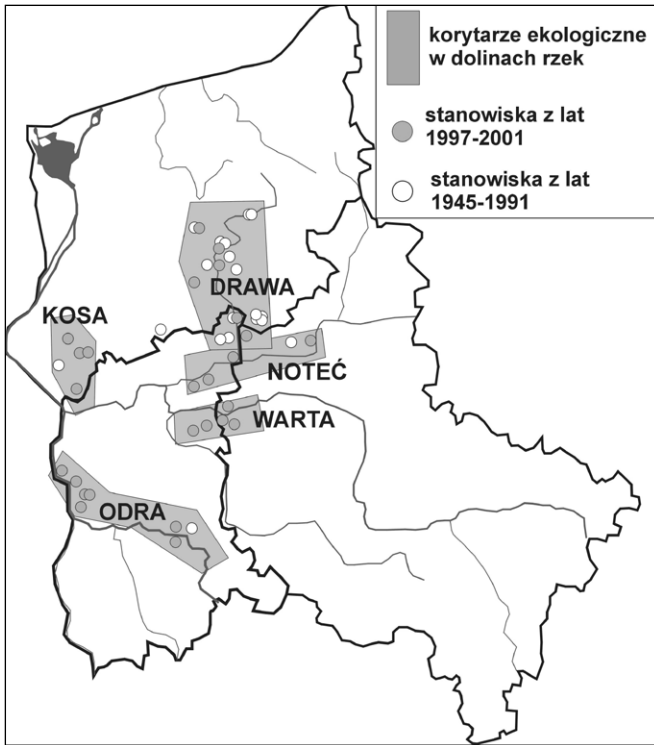 korytarze ekologiczne
w dolinach rzek
stanowiska z lat
1997-2001
stanowiska z lat
1945-1991
DRAWA
KOSA
NOTEĆ
WARTA
ODRA